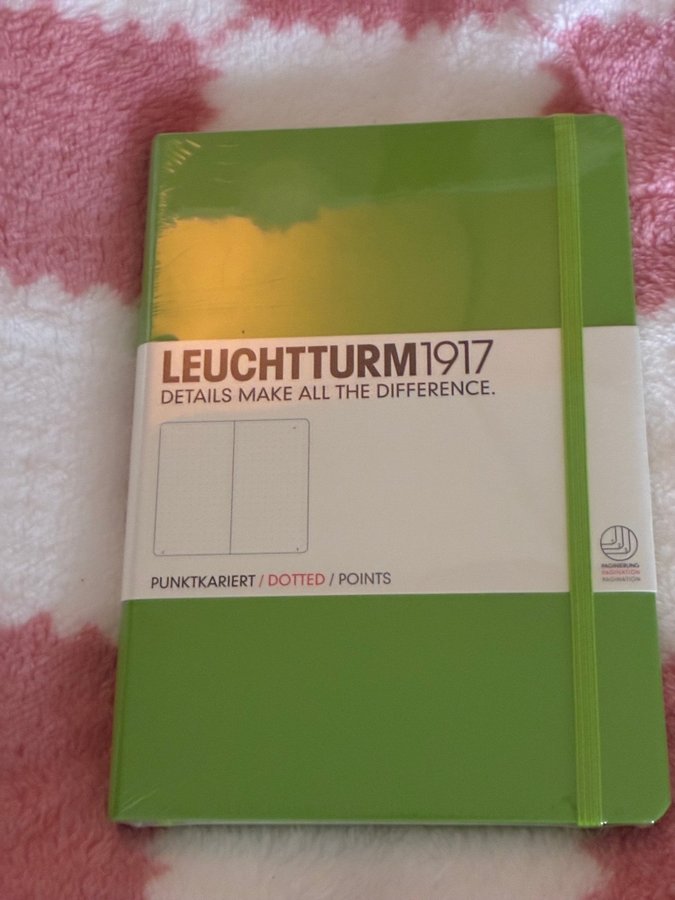 LEUCHTTURM1917
DETAILS MAKE ALL THE DIFFERENCE.
PUNKTKARIERT / DOTTED / POINTS
PAGINIERUNG
PAGINATION
PAGINATION